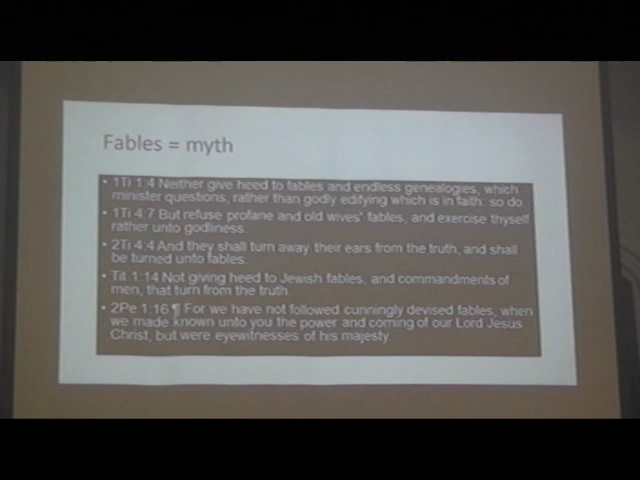 Fables = myth
• 1Ti 1:4 Neither give heed to fables and endless genealogies, which
minister questions, rather than godly edifying which is in faith: so do
• 1Ti 4:7 But refuse profane and old wives' fables, and exercise thyself
rather unto godliness.
• 2Ti 4:4 And they shall turn away their ears from the truth, and shall
be turned unto fables.
• Tit 1:14 Not giving heed to Jewish fables, and commandments of
men, that turn from the truth.
• 2Pe 1:16 ¶ For we have not followed cunningly devised fables, when
we made known unto you the power and coming of our Lord Jesus
Christ, but were eyewitnesses of his majesty.